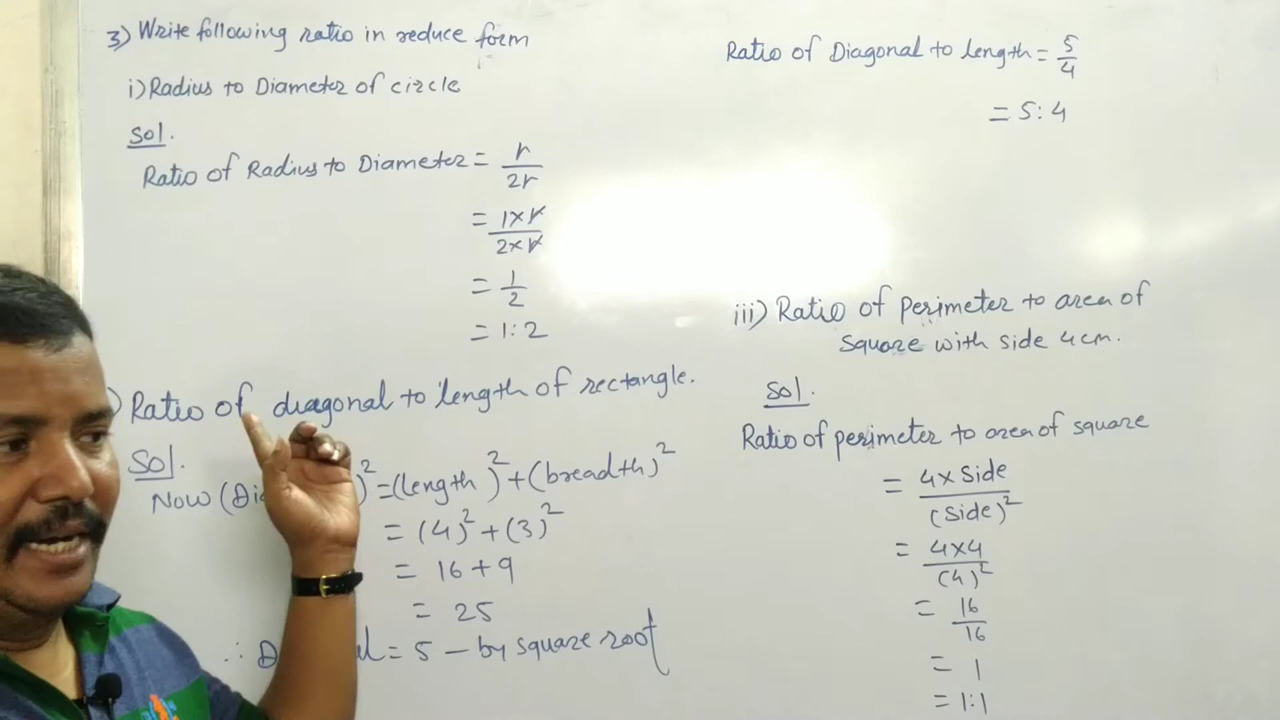 3) Write following ratio in reduce form
i) Radius to Diameter of circle
Sol.
Ratio of Radius to Diameter = r/2r
= 1×r/2×r
= 1/2
= 1:2
) Ratio of diagonal to length of rectangle.
Sol.
Now (Di )² = (length)² + (breadth)²
= (4)² + (3)²
= 16 + 9
= 25
∴ D l = 5 – by square root
Ratio of Diagonal to length = 5/4
= 5:4
iii) Ratio of perimeter to area of
square with side 4cm.
Sol.
Ratio of perimeter to area of square
= 4× Side/(Side)²
= 4×4/(4)²
= 16/16
= 1
= 1:1